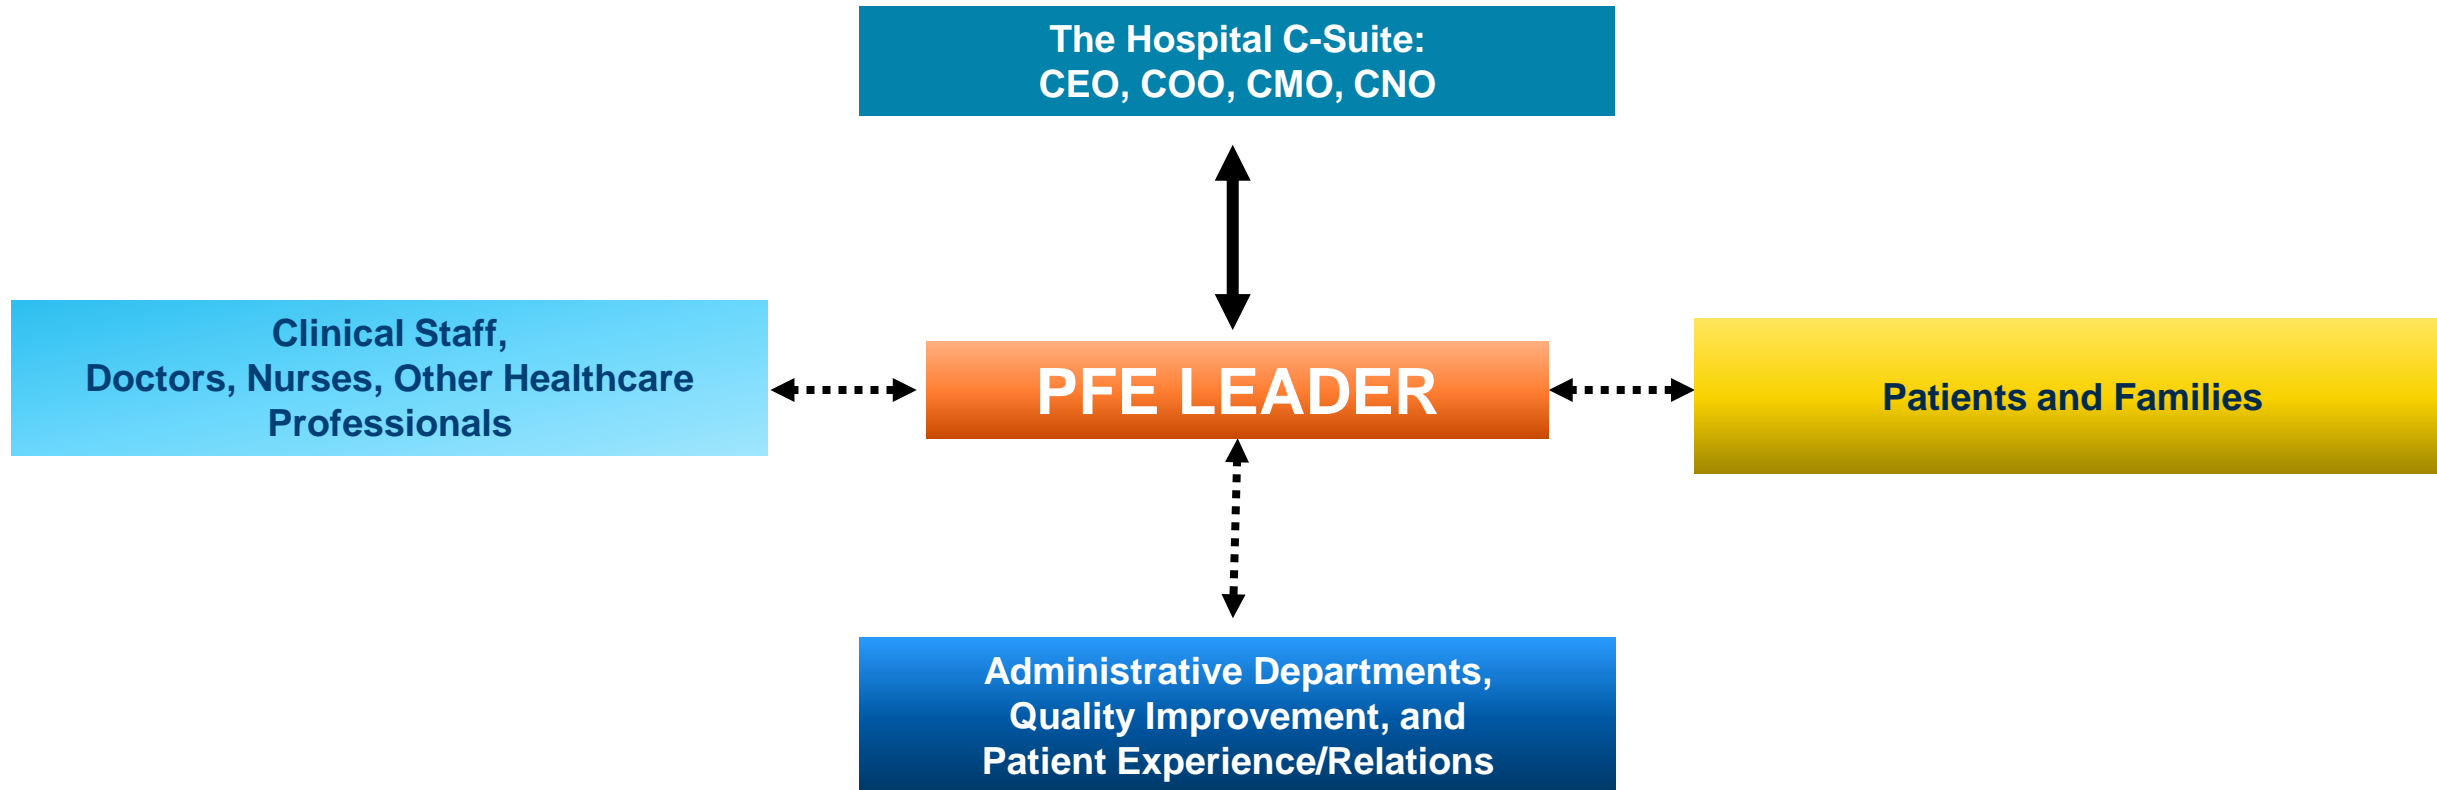 The Hospital C-Suite:
CEO, COO, CMO, CNO
Clinical Staff,
Doctors, Nurses, Other Healthcare
Professionals
PFE LEADER
Patients and Families
Administrative Departments,
Quality Improvement, and
Patient Experience/Relations